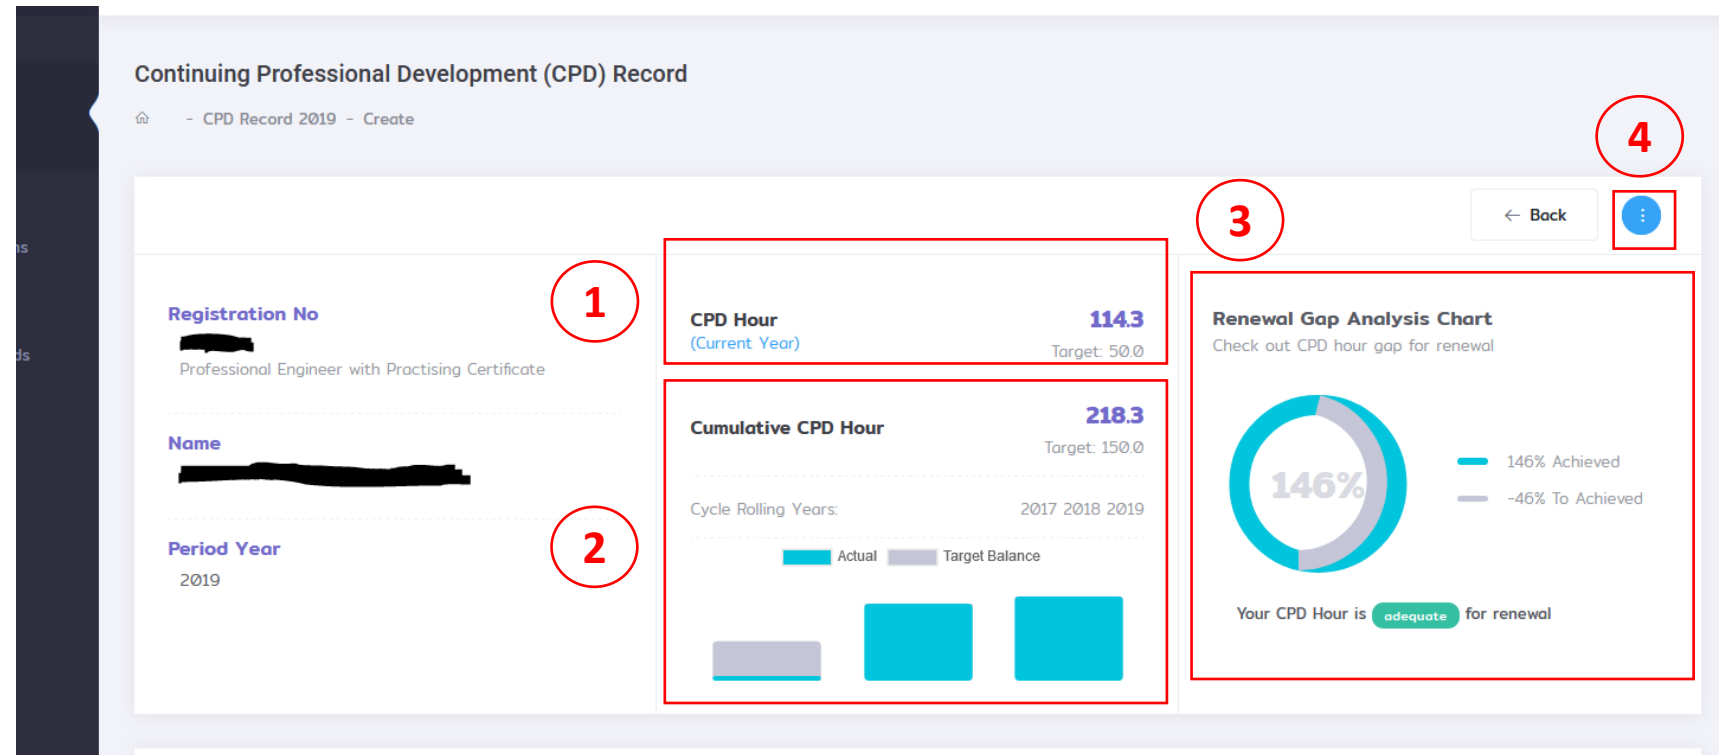 Continuing Professional Development (CPD) Record
- CPD Record 2019 - Create
4
3
← Back
1
Registration No
Professional Engineer with Practising Certificate
Name
2
Period Year
2019
CPD Hour 114.3
(Current Year) Target: 50.0
Cumulative CPD Hour 218.3
Target: 150.0
Cycle Rolling Years: 2017 2018 2019
Actual Target Balance
Renewal Gap Analysis Chart
Check out CPD hour gap for renewal
146%
146% Achieved
-46% To Achieved
Your CPD Hour is adequate for renewal
ns
ds